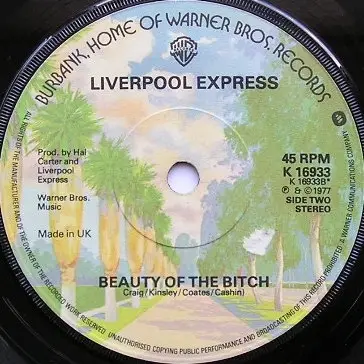 BURBANK, HOME OF WARNER BROS. RECORDS
LIVERPOOL EXPRESS
Prod. by Hal
Carter and
Liverpool
Express
Warner Bros.
Music
Made in UK
45 RPM
K 16933
K 16933B*
℗ & © 1977
SIDE TWO
STEREO
BEAUTY OF THE BITCH
Craig/Kinsley/Coates/Cashin)
ALL RIGHTS OF THE MANUFACTURER AND OF THE OWNER OF THE RECORDED WORK RESERVED
UNAUTHORISED COPYING PUBLIC PERFORMANCE AND BROADCASTING OF THIS RECORD PROHIBITED
A WARNER COMMUNICATIONS COMPANY